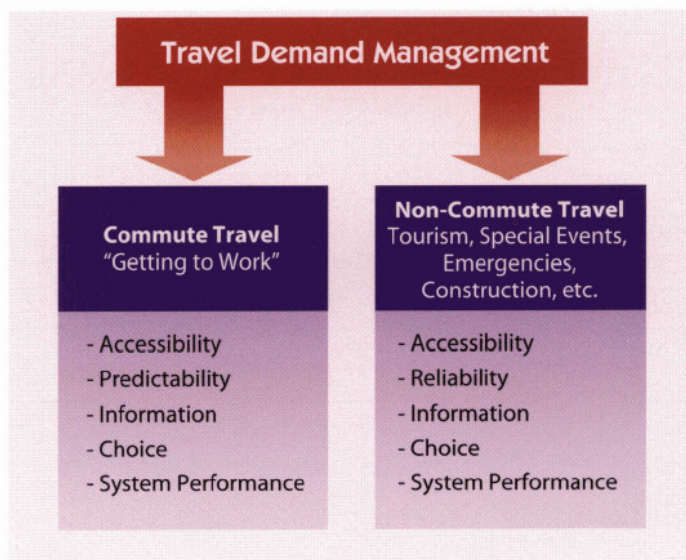 Travel Demand Management
Commute Travel
“Getting to Work”
- Accessibility
- Predictability
- Information
- Choice
- System Performance
Non-Commute Travel
Tourism, Special Events,
Emergencies,
Construction, etc.
- Accessibility
- Reliability
- Information
- Choice
- System Performance